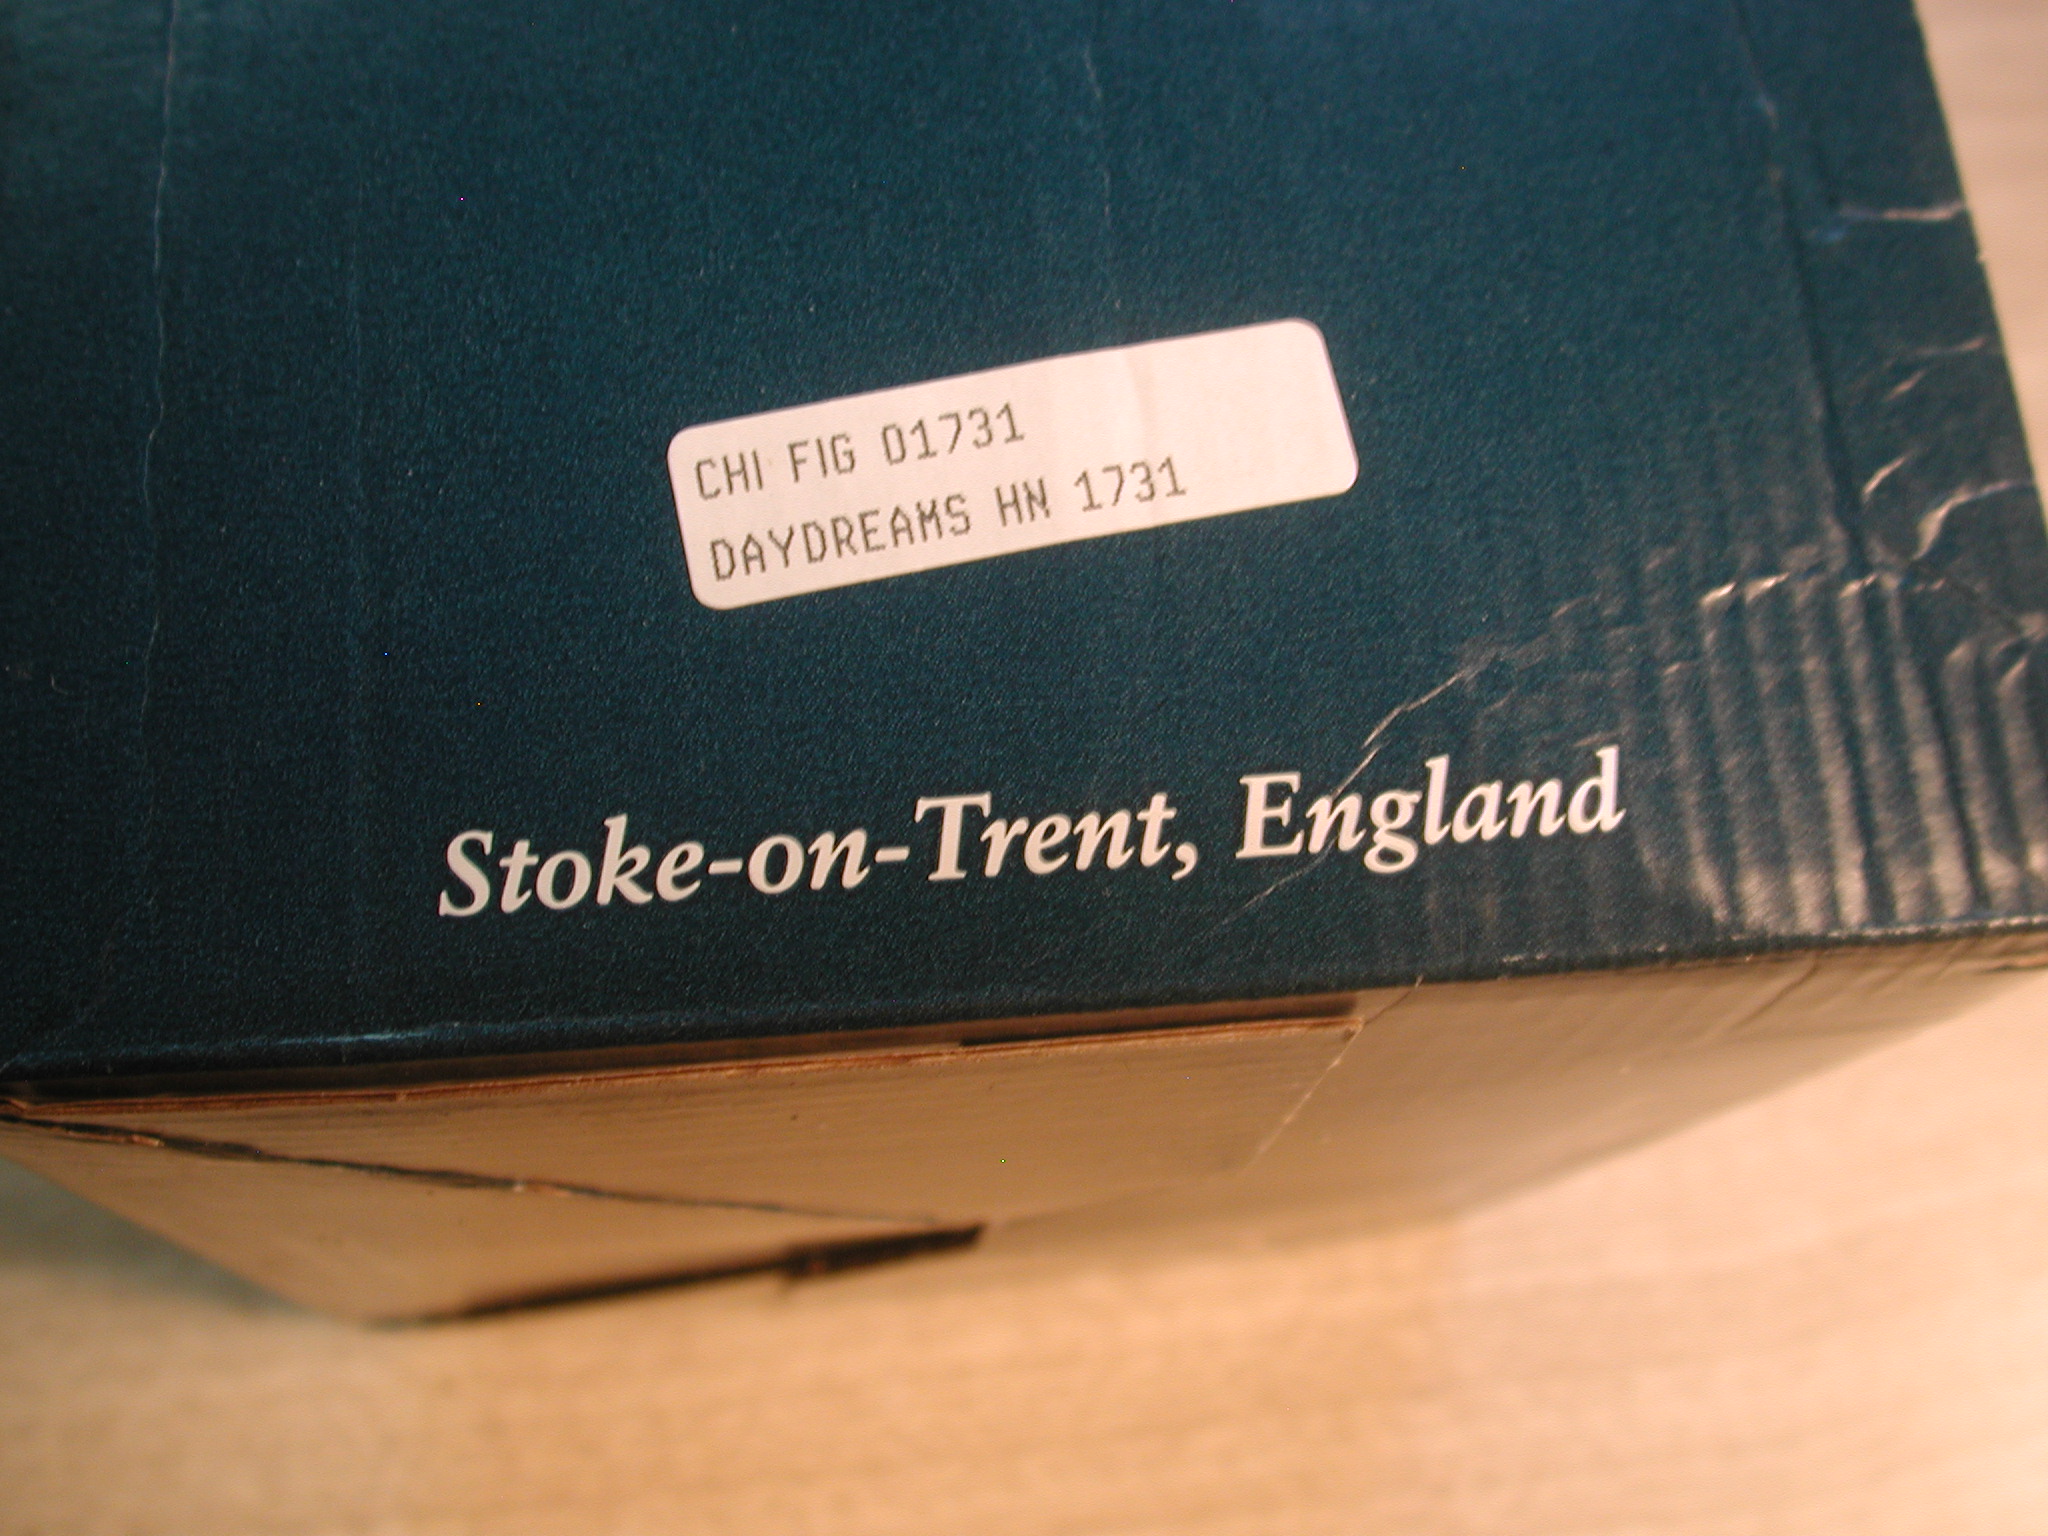 CHI FIG 01731
DAYDREAMS HN 1731
Stoke-on-Trent, England